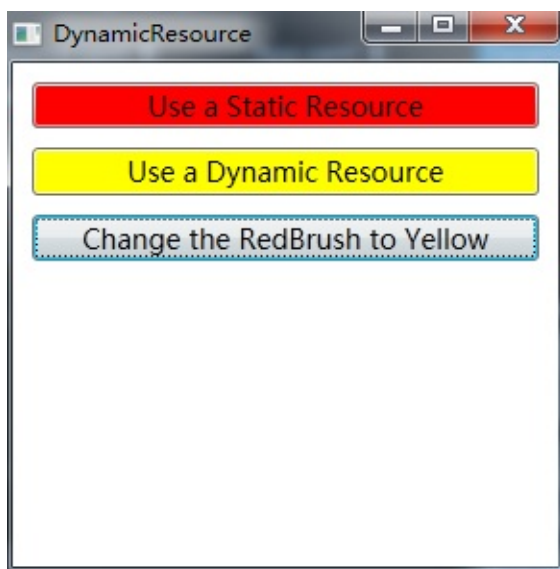 DynamicResource
Use a Static Resource
Use a Dynamic Resource
Change the RedBrush to Yellow